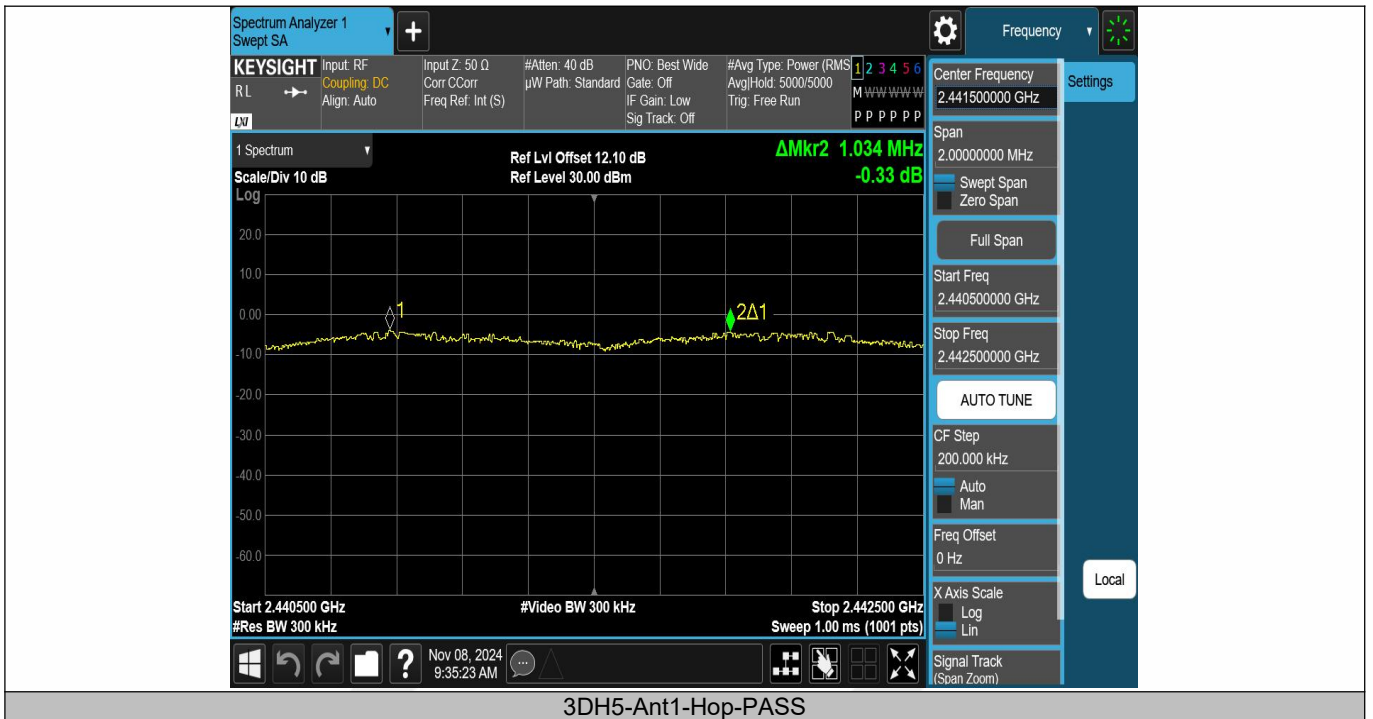 Spectrum Analyzer 1
Swept SA
+
Frequency
KEYSIGHT
RL
LXI
Input: RF
Coupling: DC
Align: Auto
Input Z: 50 Ω
Corr CCorr
Freq Ref: Int (S)
#Atten: 40 dB
µW Path: Standard
PNO: Best Wide
Gate: Off
IF Gain: Low
Sig Track: Off
#Avg Type: Power (RMS
Avg|Hold: 5000/5000
Trig: Free Run
1 2 3 4 5 6
M W W W W W
P P P P P P
1 Spectrum
Scale/Div 10 dB
Log
Ref Lvl Offset 12.10 dB
Ref Level 30.00 dBm
ΔMkr2 1.034 MHz
-0.33 dB
20.0
10.0
0.00
-10.0
-20.0
-30.0
-40.0
-50.0
-60.0
1
2Δ1
Start 2.440500 GHz
#Res BW 300 kHz
#Video BW 300 kHz
Stop 2.442500 GHz
Sweep 1.00 ms (1001 pts)
Center Frequency
2.441500000 GHz
Settings
Span
2.00000000 MHz
Swept Span
Zero Span
Full Span
Start Freq
2.440500000 GHz
Stop Freq
2.442500000 GHz
AUTO TUNE
CF Step
200.000 kHz
Auto
Man
Freq Offset
0 Hz
Local
X Axis Scale
Log
Lin
Signal Track
(Span Zoom)
?
Nov 08, 2024
9:35:23 AM
3DH5-Ant1-Hop-PASS